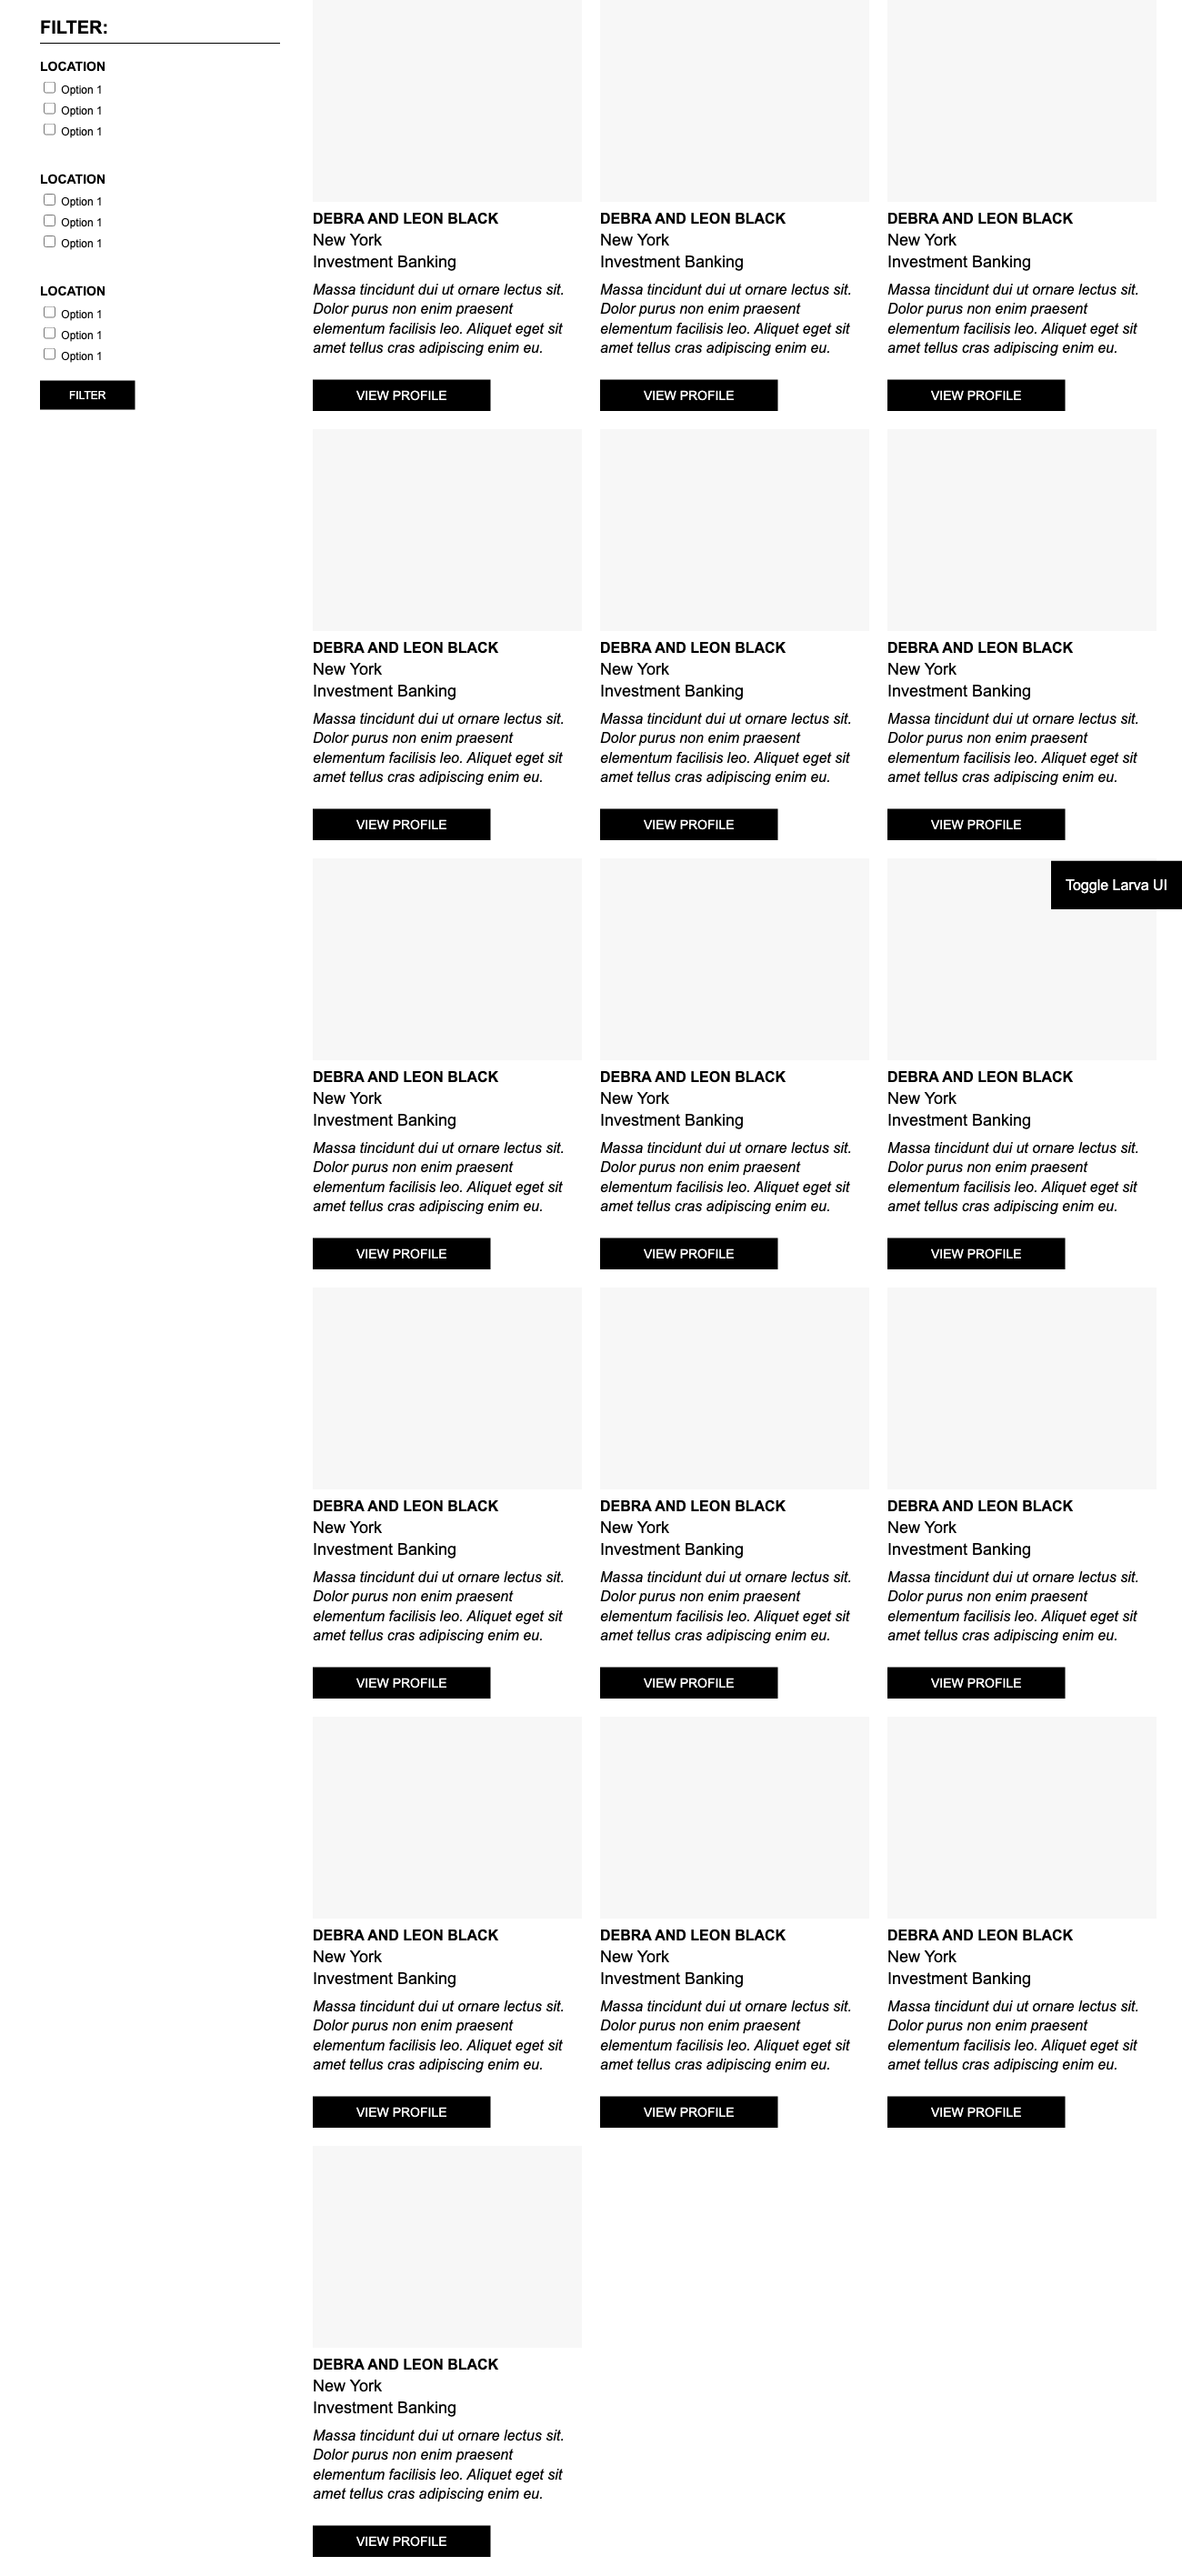 FILTER:
LOCATION
Option 1
Option 1
Option 1
LOCATION
Option 1
Option 1
Option 1
LOCATION
Option 1
Option 1
Option 1
FILTER
DEBRA AND LEON BLACK
New York
Investment Banking
Massa tincidunt dui ut ornare lectus sit.
Dolor purus non enim praesent
elementum facilisis leo. Aliquet eget sit
amet tellus cras adipiscing enim eu.
VIEW PROFILE
DEBRA AND LEON BLACK
New York
Investment Banking
Massa tincidunt dui ut ornare lectus sit.
Dolor purus non enim praesent
elementum facilisis leo. Aliquet eget sit
amet tellus cras adipiscing enim eu.
VIEW PROFILE
DEBRA AND LEON BLACK
New York
Investment Banking
Massa tincidunt dui ut ornare lectus sit.
Dolor purus non enim praesent
elementum facilisis leo. Aliquet eget sit
amet tellus cras adipiscing enim eu.
VIEW PROFILE
DEBRA AND LEON BLACK
New York
Investment Banking
Massa tincidunt dui ut ornare lectus sit.
Dolor purus non enim praesent
elementum facilisis leo. Aliquet eget sit
amet tellus cras adipiscing enim eu.
VIEW PROFILE
DEBRA AND LEON BLACK
New York
Investment Banking
Massa tincidunt dui ut ornare lectus sit.
Dolor purus non enim praesent
elementum facilisis leo. Aliquet eget sit
amet tellus cras adipiscing enim eu.
VIEW PROFILE
DEBRA AND LEON BLACK
New York
Investment Banking
Massa tincidunt dui ut ornare lectus sit.
Dolor purus non enim praesent
elementum facilisis leo. Aliquet eget sit
amet tellus cras adipiscing enim eu.
VIEW PROFILE
Toggle Larva UI
DEBRA AND LEON BLACK
New York
Investment Banking
Massa tincidunt dui ut ornare lectus sit.
Dolor purus non enim praesent
elementum facilisis leo. Aliquet eget sit
amet tellus cras adipiscing enim eu.
VIEW PROFILE
DEBRA AND LEON BLACK
New York
Investment Banking
Massa tincidunt dui ut ornare lectus sit.
Dolor purus non enim praesent
elementum facilisis leo. Aliquet eget sit
amet tellus cras adipiscing enim eu.
VIEW PROFILE
DEBRA AND LEON BLACK
New York
Investment Banking
Massa tincidunt dui ut ornare lectus sit.
Dolor purus non enim praesent
elementum facilisis leo. Aliquet eget sit
amet tellus cras adipiscing enim eu.
VIEW PROFILE
DEBRA AND LEON BLACK
New York
Investment Banking
Massa tincidunt dui ut ornare lectus sit.
Dolor purus non enim praesent
elementum facilisis leo. Aliquet eget sit
amet tellus cras adipiscing enim eu.
VIEW PROFILE
DEBRA AND LEON BLACK
New York
Investment Banking
Massa tincidunt dui ut ornare lectus sit.
Dolor purus non enim praesent
elementum facilisis leo. Aliquet eget sit
amet tellus cras adipiscing enim eu.
VIEW PROFILE
DEBRA AND LEON BLACK
New York
Investment Banking
Massa tincidunt dui ut ornare lectus sit.
Dolor purus non enim praesent
elementum facilisis leo. Aliquet eget sit
amet tellus cras adipiscing enim eu.
VIEW PROFILE
DEBRA AND LEON BLACK
New York
Investment Banking
Massa tincidunt dui ut ornare lectus sit.
Dolor purus non enim praesent
elementum facilisis leo. Aliquet eget sit
amet tellus cras adipiscing enim eu.
VIEW PROFILE
DEBRA AND LEON BLACK
New York
Investment Banking
Massa tincidunt dui ut ornare lectus sit.
Dolor purus non enim praesent
elementum facilisis leo. Aliquet eget sit
amet tellus cras adipiscing enim eu.
VIEW PROFILE
DEBRA AND LEON BLACK
New York
Investment Banking
Massa tincidunt dui ut ornare lectus sit.
Dolor purus non enim praesent
elementum facilisis leo. Aliquet eget sit
amet tellus cras adipiscing enim eu.
VIEW PROFILE
DEBRA AND LEON BLACK
New York
Investment Banking
Massa tincidunt dui ut ornare lectus sit.
Dolor purus non enim praesent
elementum facilisis leo. Aliquet eget sit
amet tellus cras adipiscing enim eu.
VIEW PROFILE